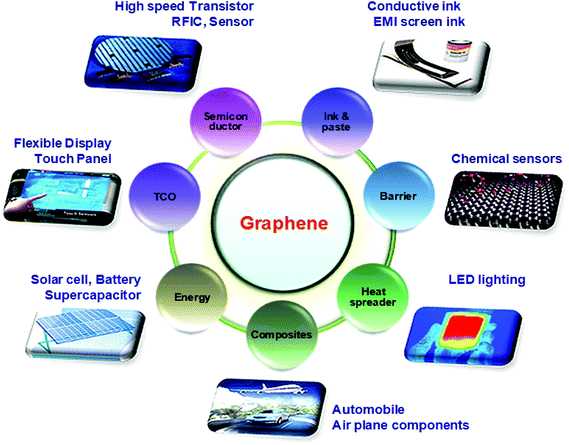 High speed Transistor
RFIC, Sensor
Conductive ink
EMI screen ink
Semicon
ductor
Ink &
paste
Flexible Display
Touch Panel
Chemical sensors
TCO
Barrier
Graphene
Solar cell, Battery
Supercapacitor
Energy
Heat
spreader
LED lighting
Composites
Automobile
Air plane components